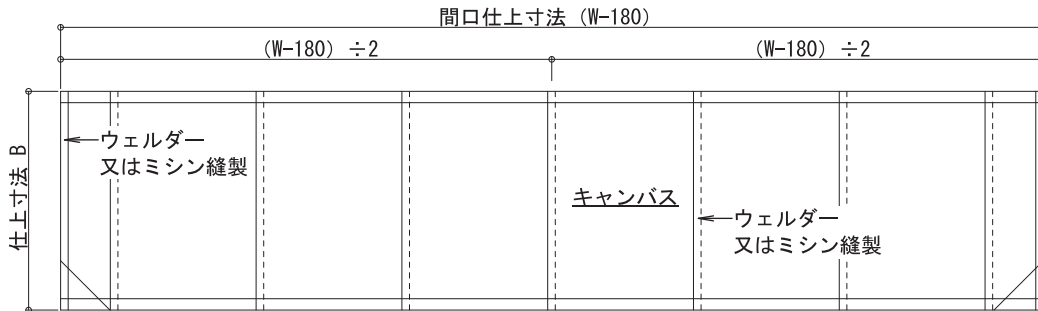 間口仕上寸法 (W-180)
(W-180) ÷2
(W-180) ÷2
仕上寸法 B
ウェルダー
又はミシン縫製
キャンバス
ウェルダー
又はミシン縫製